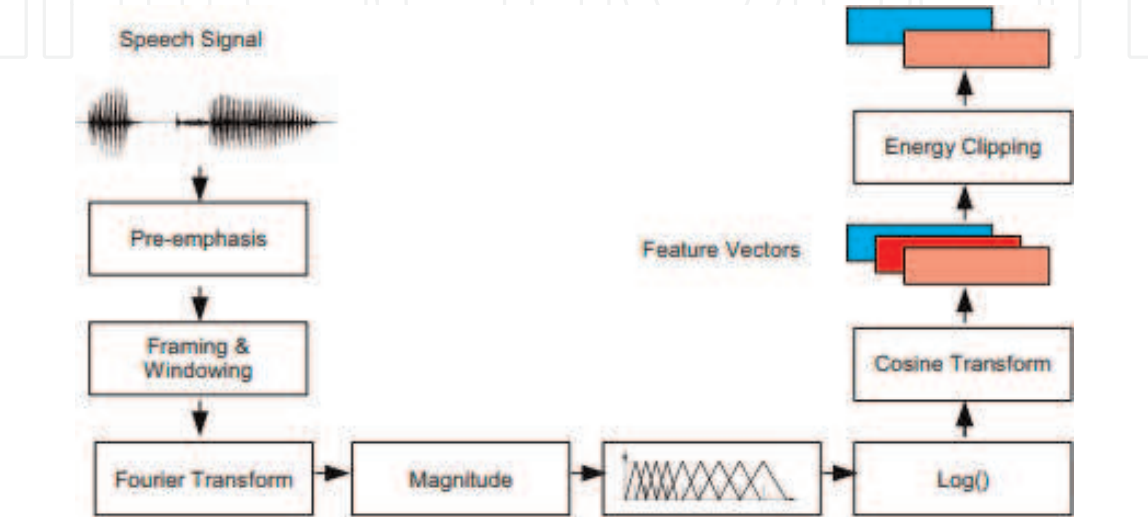 Speech Signal
Pre-emphasis
Framing &
Windowing
Fourier Transform
Magnitude
Log()
Cosine Transform
Feature Vectors
Energy Clipping